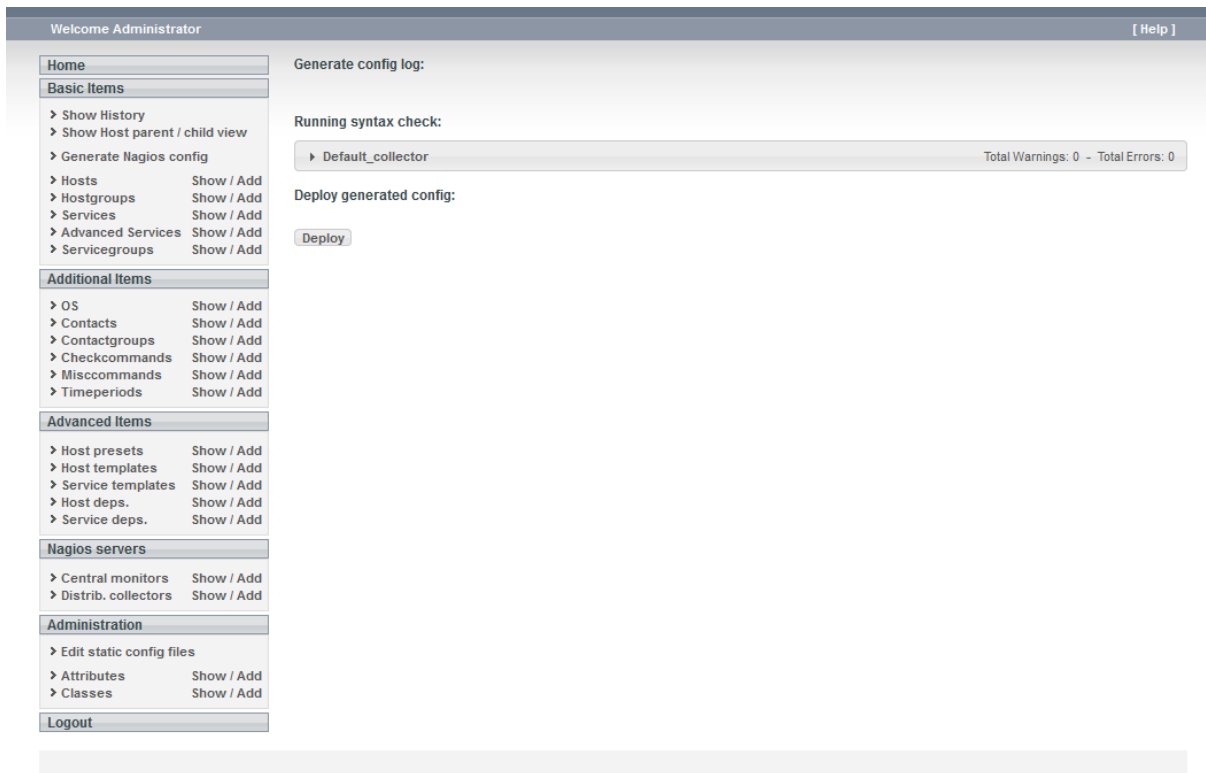 Welcome Administrator [ Help ]
Home
Basic Items
Show History
Show Host parent / child view
Generate Nagios config
Hosts Show / Add
Hostgroups Show / Add
Services Show / Add
Advanced Services Show / Add
Servicegroups Show / Add
Additional Items
OS Show / Add
Contacts Show / Add
Contactgroups Show / Add
Checkcommands Show / Add
Misccommands Show / Add
Timeperiods Show / Add
Advanced Items
Host presets Show / Add
Host templates Show / Add
Service templates Show / Add
Host deps. Show / Add
Service deps. Show / Add
Nagios servers
Central monitors Show / Add
Distrib. collectors Show / Add
Administration
Edit static config files
Attributes Show / Add
Classes Show / Add
Logout
Generate config log:
Running syntax check:
Default_collector Total Warnings: 0 - Total Errors: 0
Deploy generated config:
Deploy